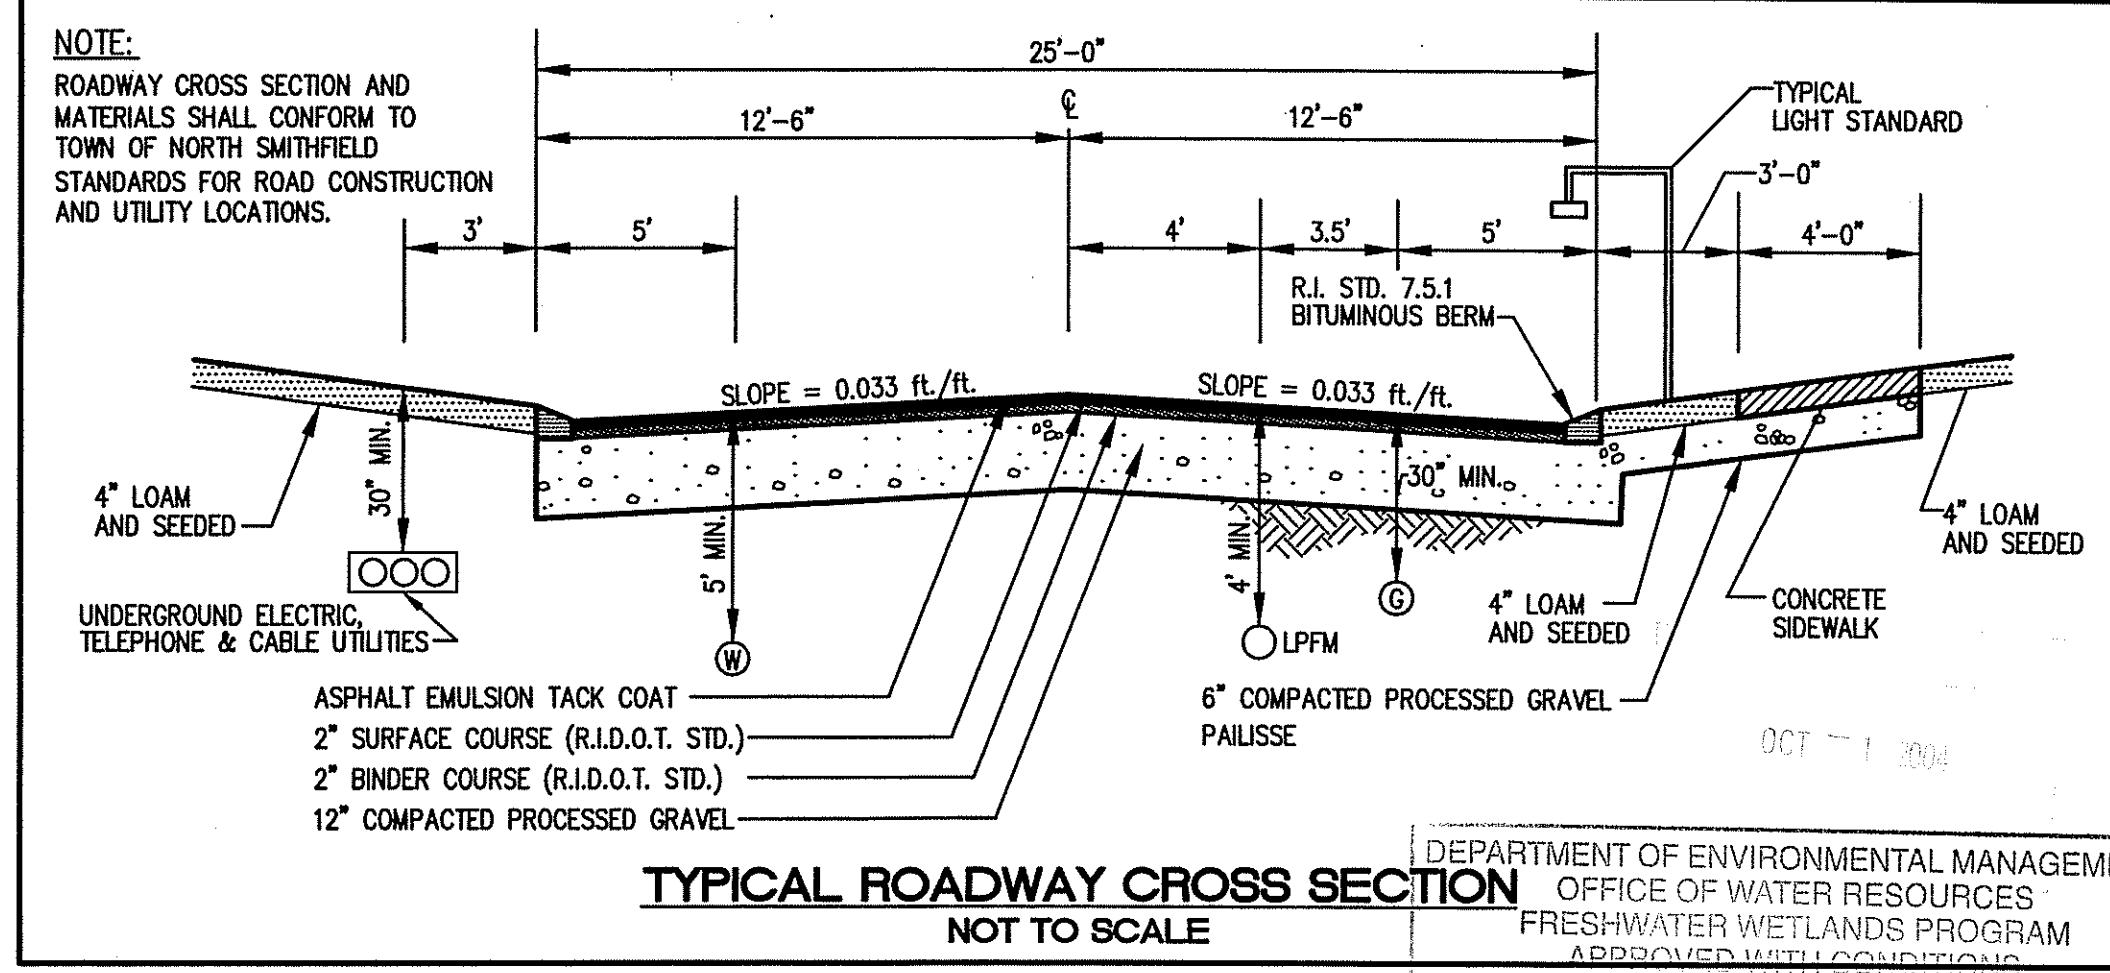 NOTE:
ROADWAY CROSS SECTION AND
MATERIALS SHALL CONFORM TO
TOWN OF NORTH SMITHFIELD
STANDARDS FOR ROAD CONSTRUCTION
AND UTILITY LOCATIONS.
25'-0"
℄
12'-6"
12'-6"
TYPICAL
LIGHT STANDARD
3'-0"
3'
5'
4'
3.5'
5'
4'-0"
R.I. STD. 7.5.1
BITUMINOUS BERM
SLOPE = 0.033 ft./ft.
SLOPE = 0.033 ft./ft.
30" MIN.
5' MIN.
4' MIN.
30" MIN.
4" LOAM
AND SEEDED
4" LOAM
AND SEEDED
UNDERGROUND ELECTRIC,
TELEPHONE & CABLE UTILITIES
W
LPFM
G
4" LOAM
AND SEEDED
CONCRETE
SIDEWALK
ASPHALT EMULSION TACK COAT
2" SURFACE COURSE (R.I.D.O.T. STD.)
2" BINDER COURSE (R.I.D.O.T. STD.)
12" COMPACTED PROCESSED GRAVEL
6" COMPACTED PROCESSED GRAVEL
PAILISSE
OCT - 1 2004
TYPICAL ROADWAY CROSS SECTION
NOT TO SCALE
DEPARTMENT OF ENVIRONMENTAL MANAGEM
OFFICE OF WATER RESOURCES
FRESHWATER WETLANDS PROGRAM
APPROVED WITH CONDITIONS